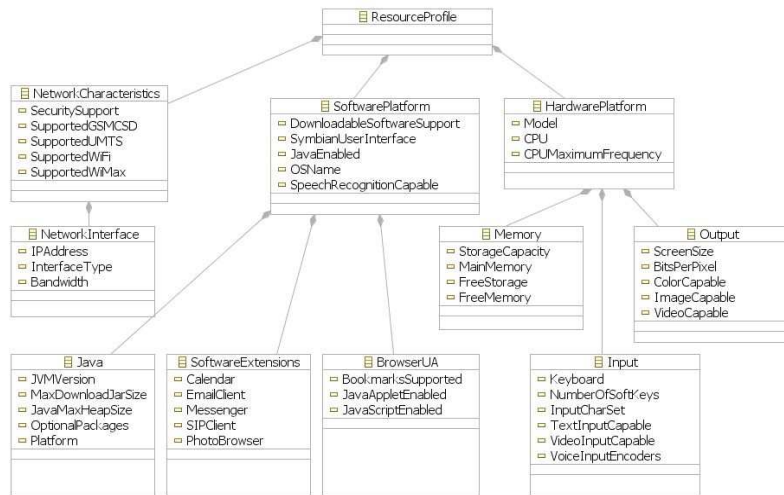 ResourceProfile
NetworkCharacteristics
SecuritySupport
SupportedGSMCSD
SupportedUMTS
SupportedWiFi
SupportedWiMax
SoftwarePlatform
DownloadableSoftwareSupport
SymbianUserInterface
JavaEnabled
OSName
SpeechRecognitionCapable
HardwarePlatform
Model
CPU
CPUMaximumFrequency
NetworkInterface
IPAddress
InterfaceType
Bandwidth
Memory
StorageCapacity
MainMemory
FreeStorage
FreeMemory
Output
ScreenSize
BitsPerPixel
ColorCapable
ImageCapable
VideoCapable
Java
JVMVersion
MaxDownloadJarSize
JavaMaxHeapSize
OptionalPackages
Platform
SoftwareExtensions
Calendar
EmailClient
Messenger
SIPClient
PhotoBrowser
BrowserUA
BookmarksSupported
JavaAppletEnabled
JavaScriptEnabled
Input
Keyboard
NumberOfSoftKeys
InputCharSet
TextInputCapable
VideoInputCapable
VoiceInputEncoders